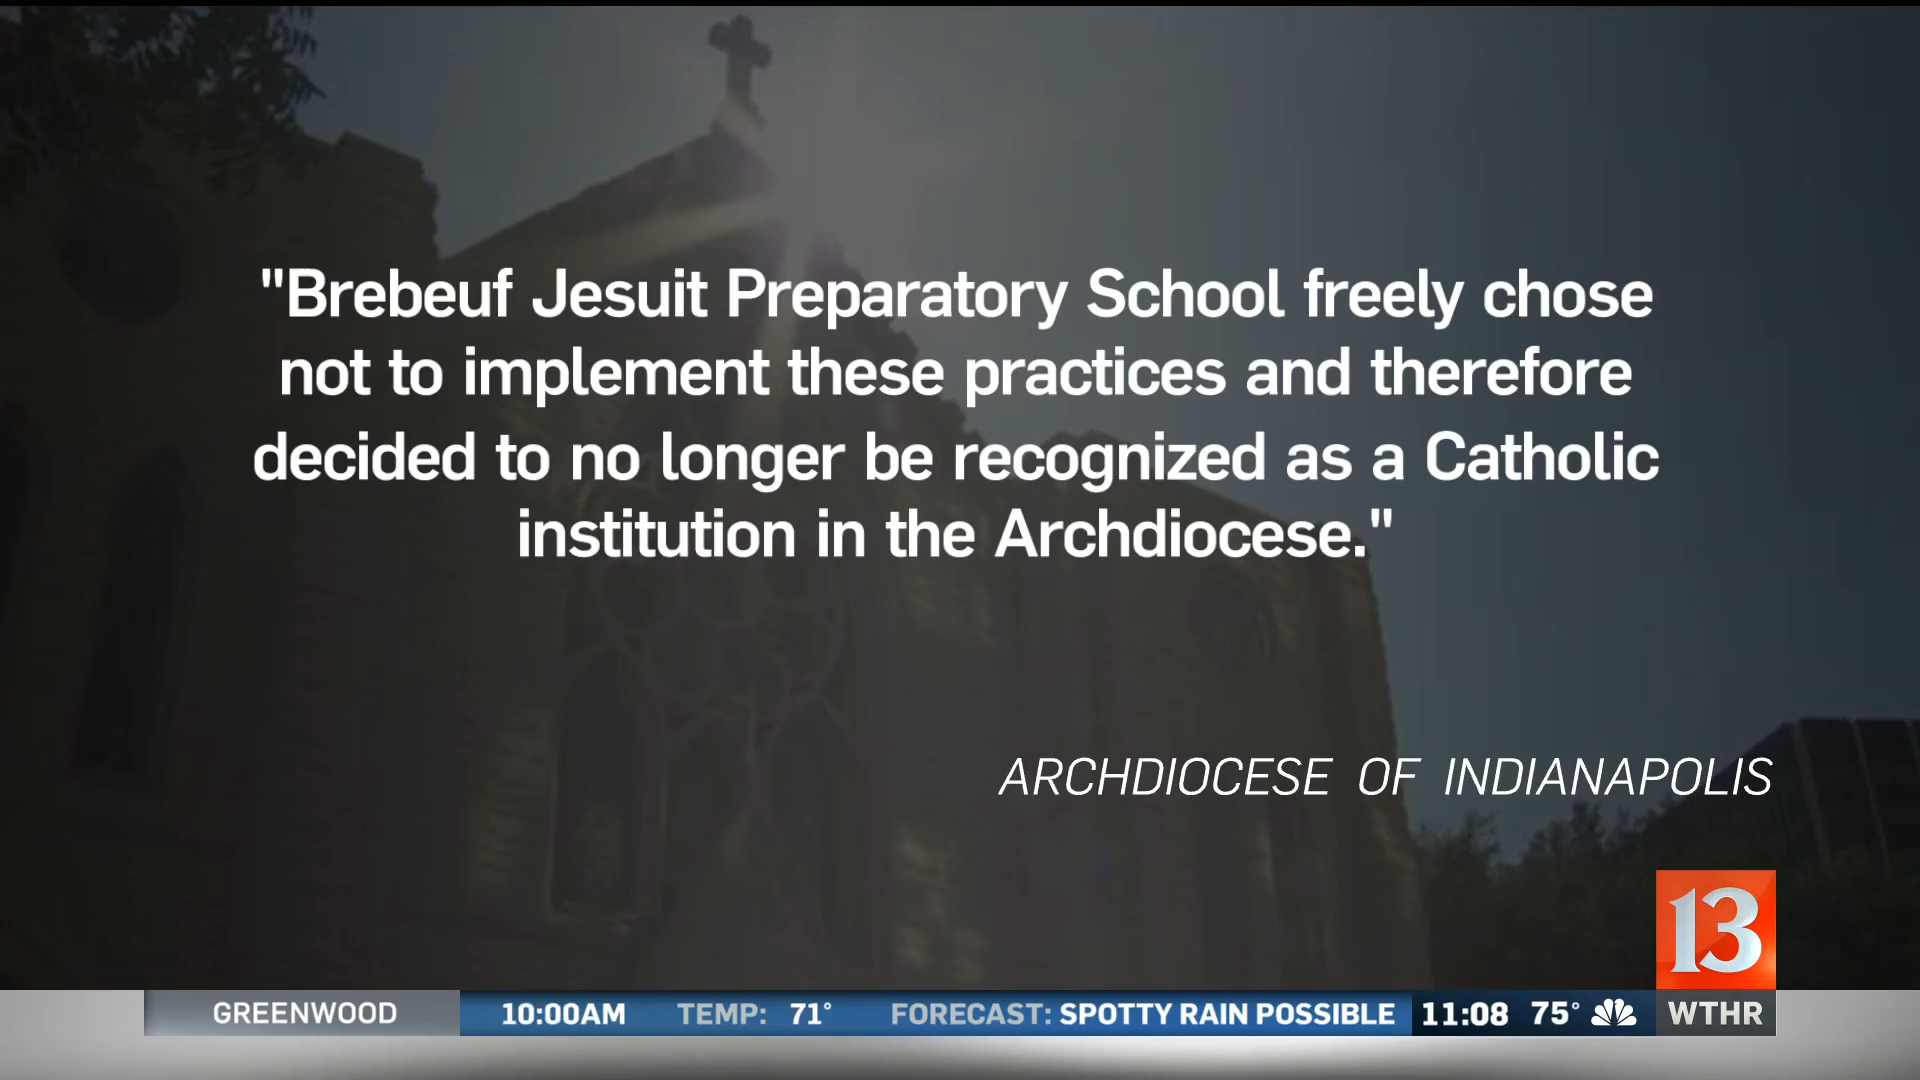 "Brebeuf Jesuit Preparatory School freely chose
not to implement these practices and therefore
decided to no longer be recognized as a Catholic
institution in the Archdiocese."
ARCHDIOCESE OF INDIANAPOLIS
13
GREENWOOD 10:00AM TEMP: 71° FORECAST: SPOTTY RAIN POSSIBLE 11:08 75° WTHR